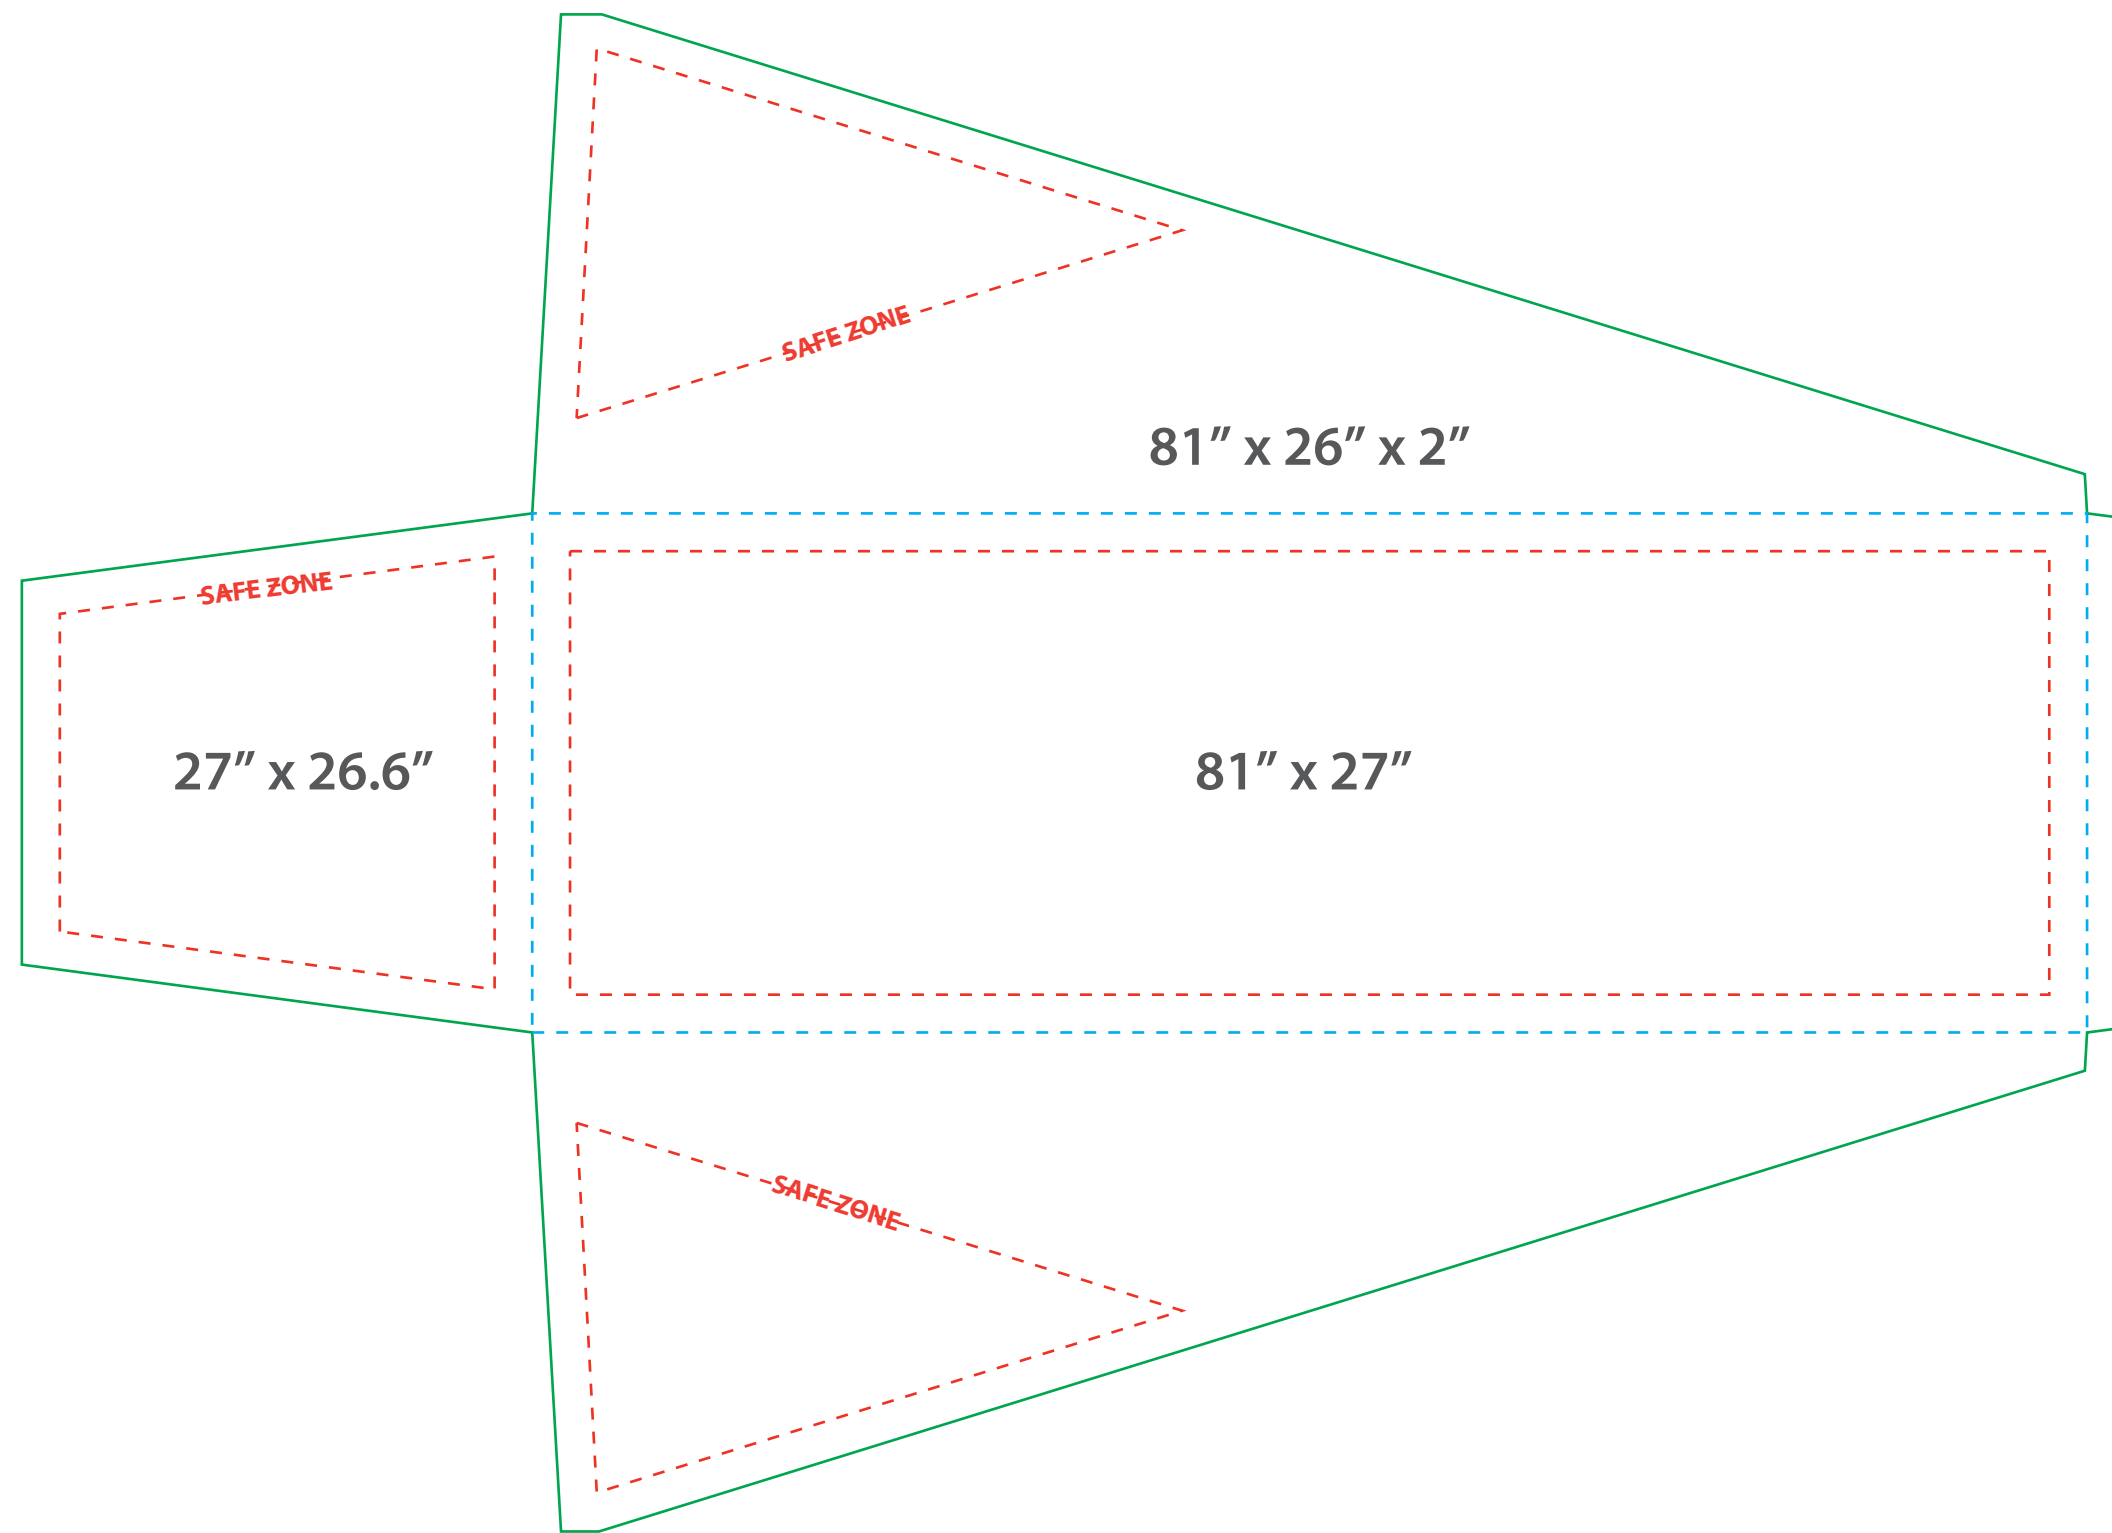 SAFE ZONE
81” x 26” x 2”
SAFE ZONE
27” x 26.6”
81” x 27”
SAFE ZONE